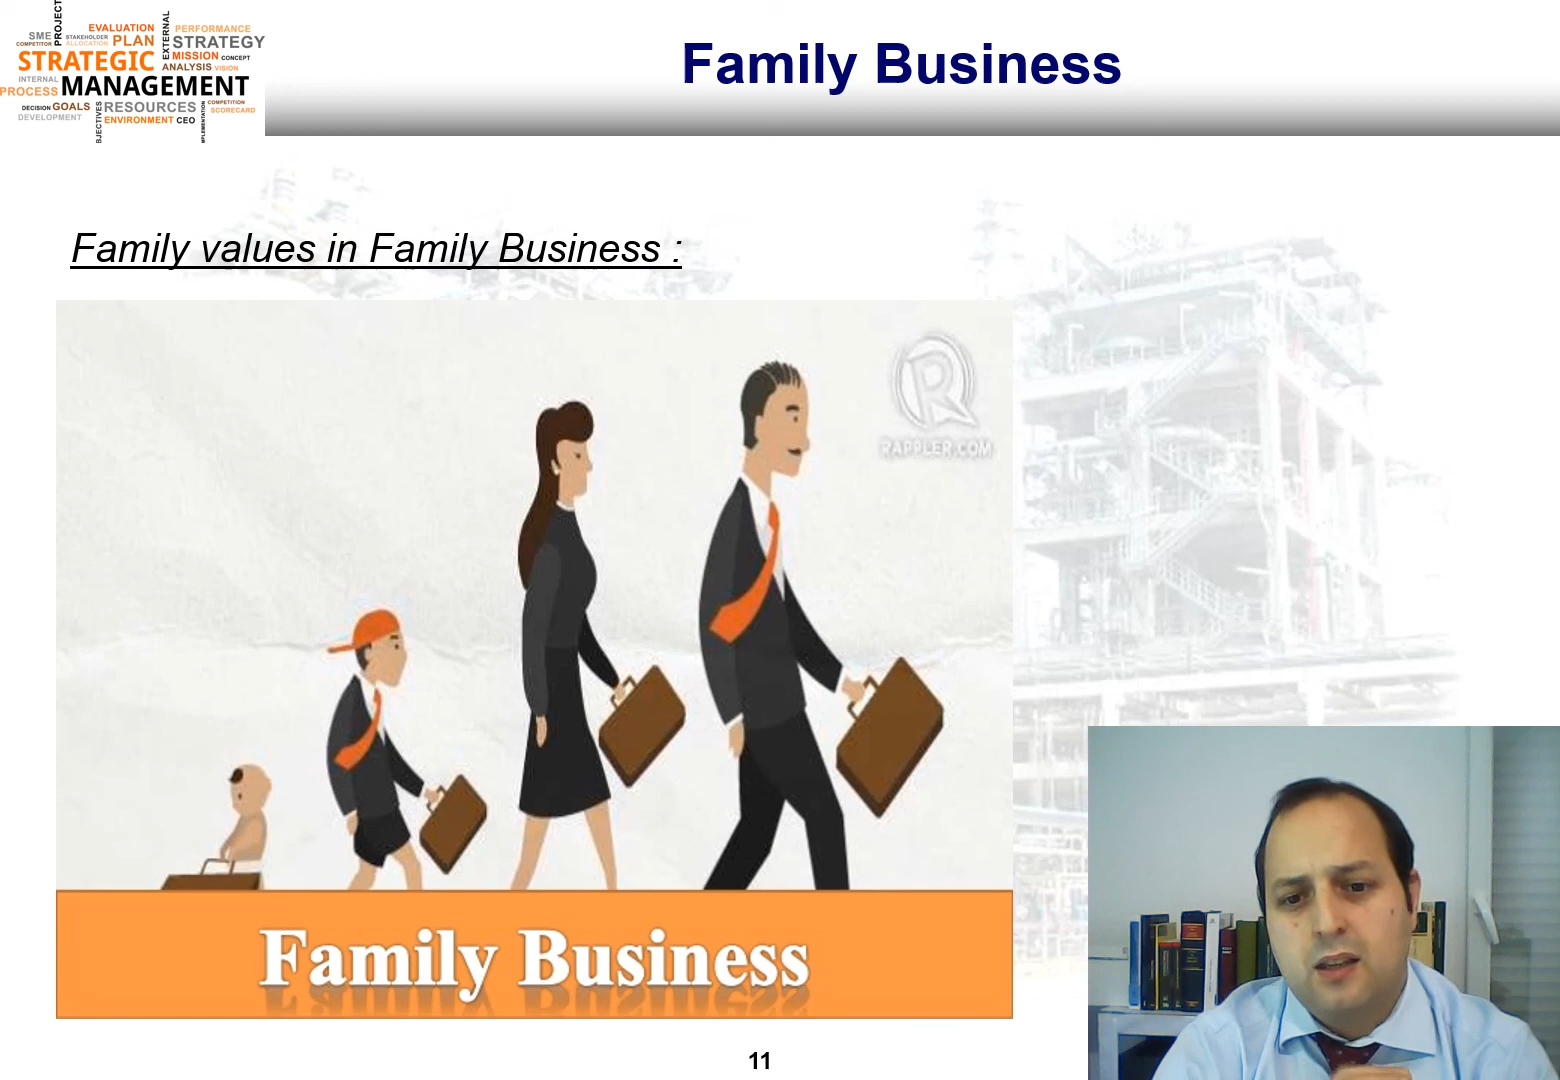 PROJECT
SME
COMPETITOR
STAKEHOLDER
ALLOCATION
EVALUATION
PLAN
EXTERNAL
PERFORMANCE
STRATEGY
STRATEGIC
MISSION CONCEPT
ANALYSIS VISION
INTERNAL
PROCESS
MANAGEMENT
DECISION GOALS
DEVELOPMENT
RESOURCES
ENVIRONMENT CEO
COMPETITION
SCORECARD
Family Business
Family values in Family Business :
RAPPLER.COM
Family Business
11